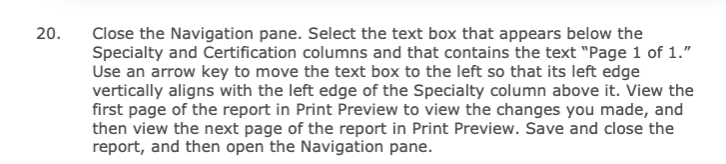 20. Close the Navigation pane. Select the text box that appears below the
Specialty and Certification columns and that contains the text “Page 1 of 1.”
Use an arrow key to move the text box to the left so that its left edge
vertically aligns with the left edge of the Specialty column above it. View the
first page of the report in Print Preview to view the changes you made, and
then view the next page of the report in Print Preview. Save and close the
report, and then open the Navigation pane.